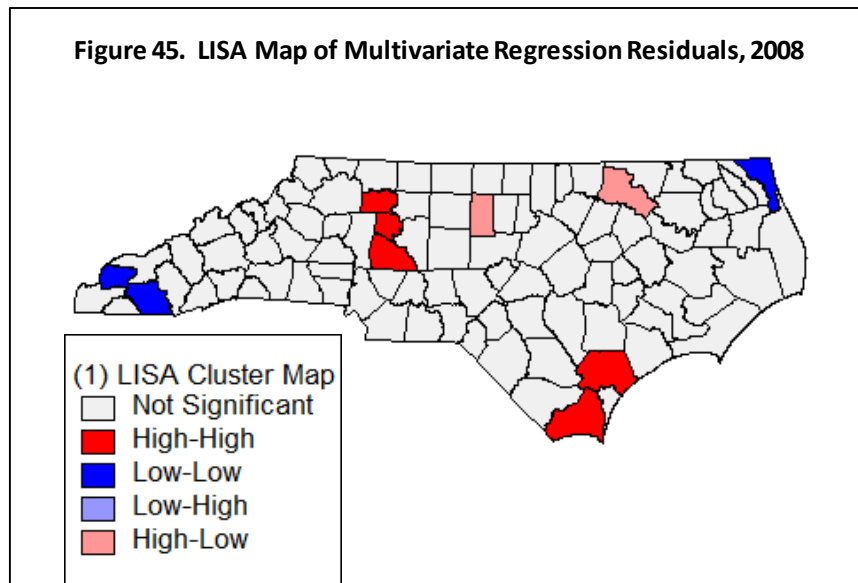 Figure 45. LISA Map of Multivariate Regression Residuals, 2008
(1) LISA Cluster Map
Not Significant
High-High
Low-Low
Low-High
High-Low